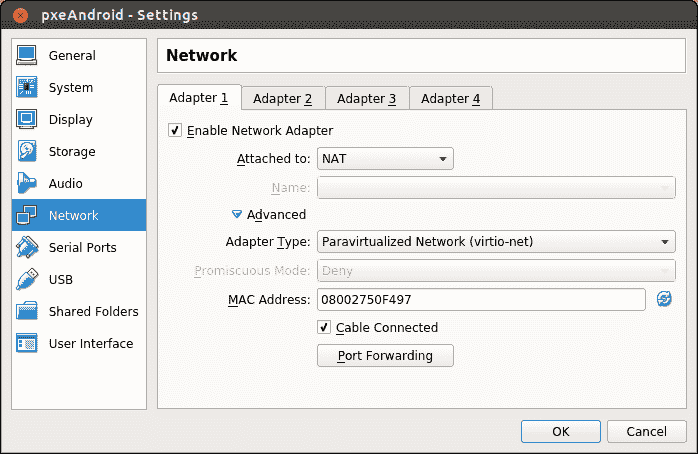 pxeAndroid - Settings
General
System
Display
Storage
Audio
Network
Serial Ports
USB
Shared Folders
User Interface
Network
Adapter 1 Adapter 2 Adapter 3 Adapter 4
Enable Network Adapter
Attached to: NAT
Name:
Advanced
Adapter Type: Paravirtualized Network (virtio-net)
Promiscuous Mode: Deny
MAC Address: 08002750F497
Cable Connected
Port Forwarding
OK Cancel